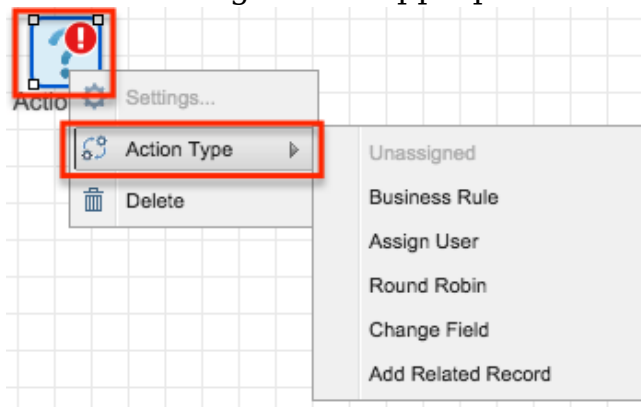 Actio
Settings...
Action Type
Delete
Unassigned
Business Rule
Assign User
Round Robin
Change Field
Add Related Record